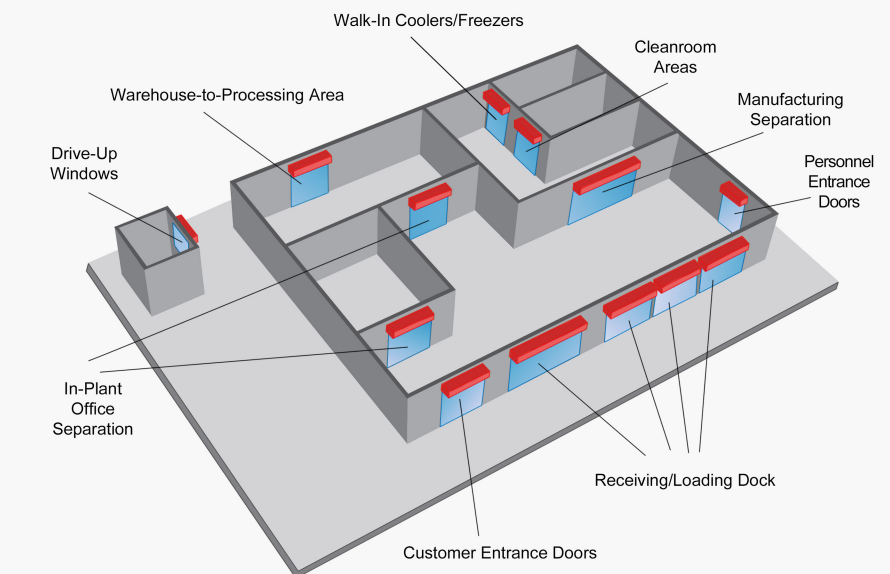 Walk-In Coolers/Freezers
Cleanroom
Areas
Warehouse-to-Processing Area
Manufacturing
Separation
Drive-Up
Windows
Personnel
Entrance
Doors
In-Plant
Office
Separation
Receiving/Loading Dock
Customer Entrance Doors